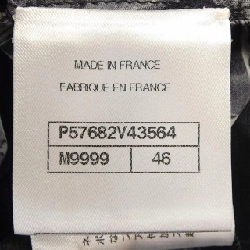 MADE IN FRANCE
FABRIQUE EN FRANCE
P57682V43564
M9999 46